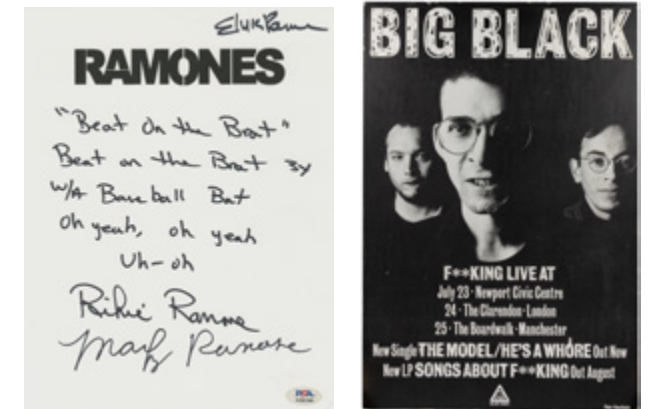 Elvis Ramone
RAMONES
"Beat On the Brat"
Beat on the Brat 3x
w/A Baseball Bat
Oh yeah, oh yeah
Uh-oh
Richie Ramone
Marky Ramone
PSA
BIG BLACK
F**KING LIVE AT
July 23 · Newport Civic Centre
24 · The Clarendon · London
25 · The Boardwalk · Manchester
New Single THE MODEL/HE'S A WHORE Out Now
New LP SONGS ABOUT F**KING Out August